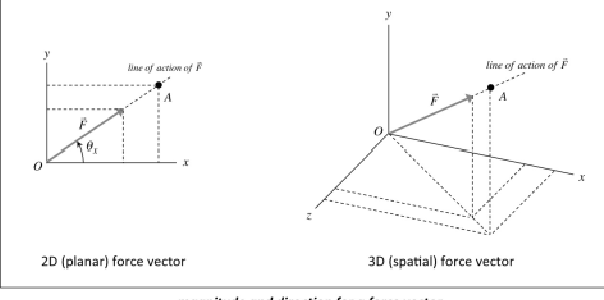 y
line of action of F⃗
A
F⃗
θx
O
x
2D (planar) force vector
y
line of action of F⃗
F⃗
A
O
x
z
3D (spatial) force vector